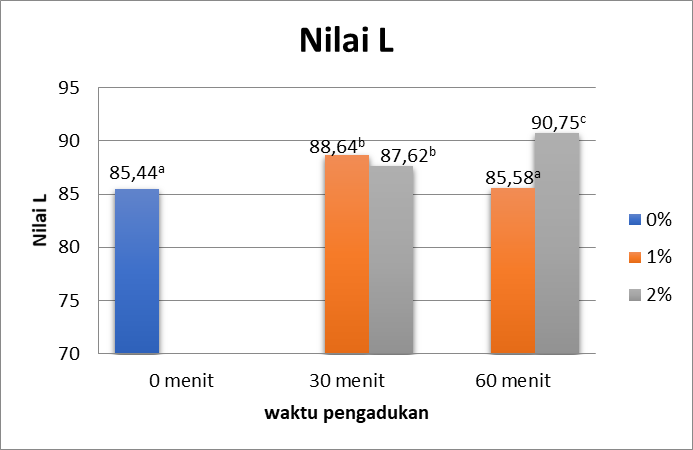 Nilai L
Nilai L
95
90
85
80
75
70
85,44ᵃ
88,64ᵇ
87,62ᵇ
85,58ᵃ
90,75ᶜ
0 menit
30 menit
60 menit
waktu pengadukan
0%
1%
2%